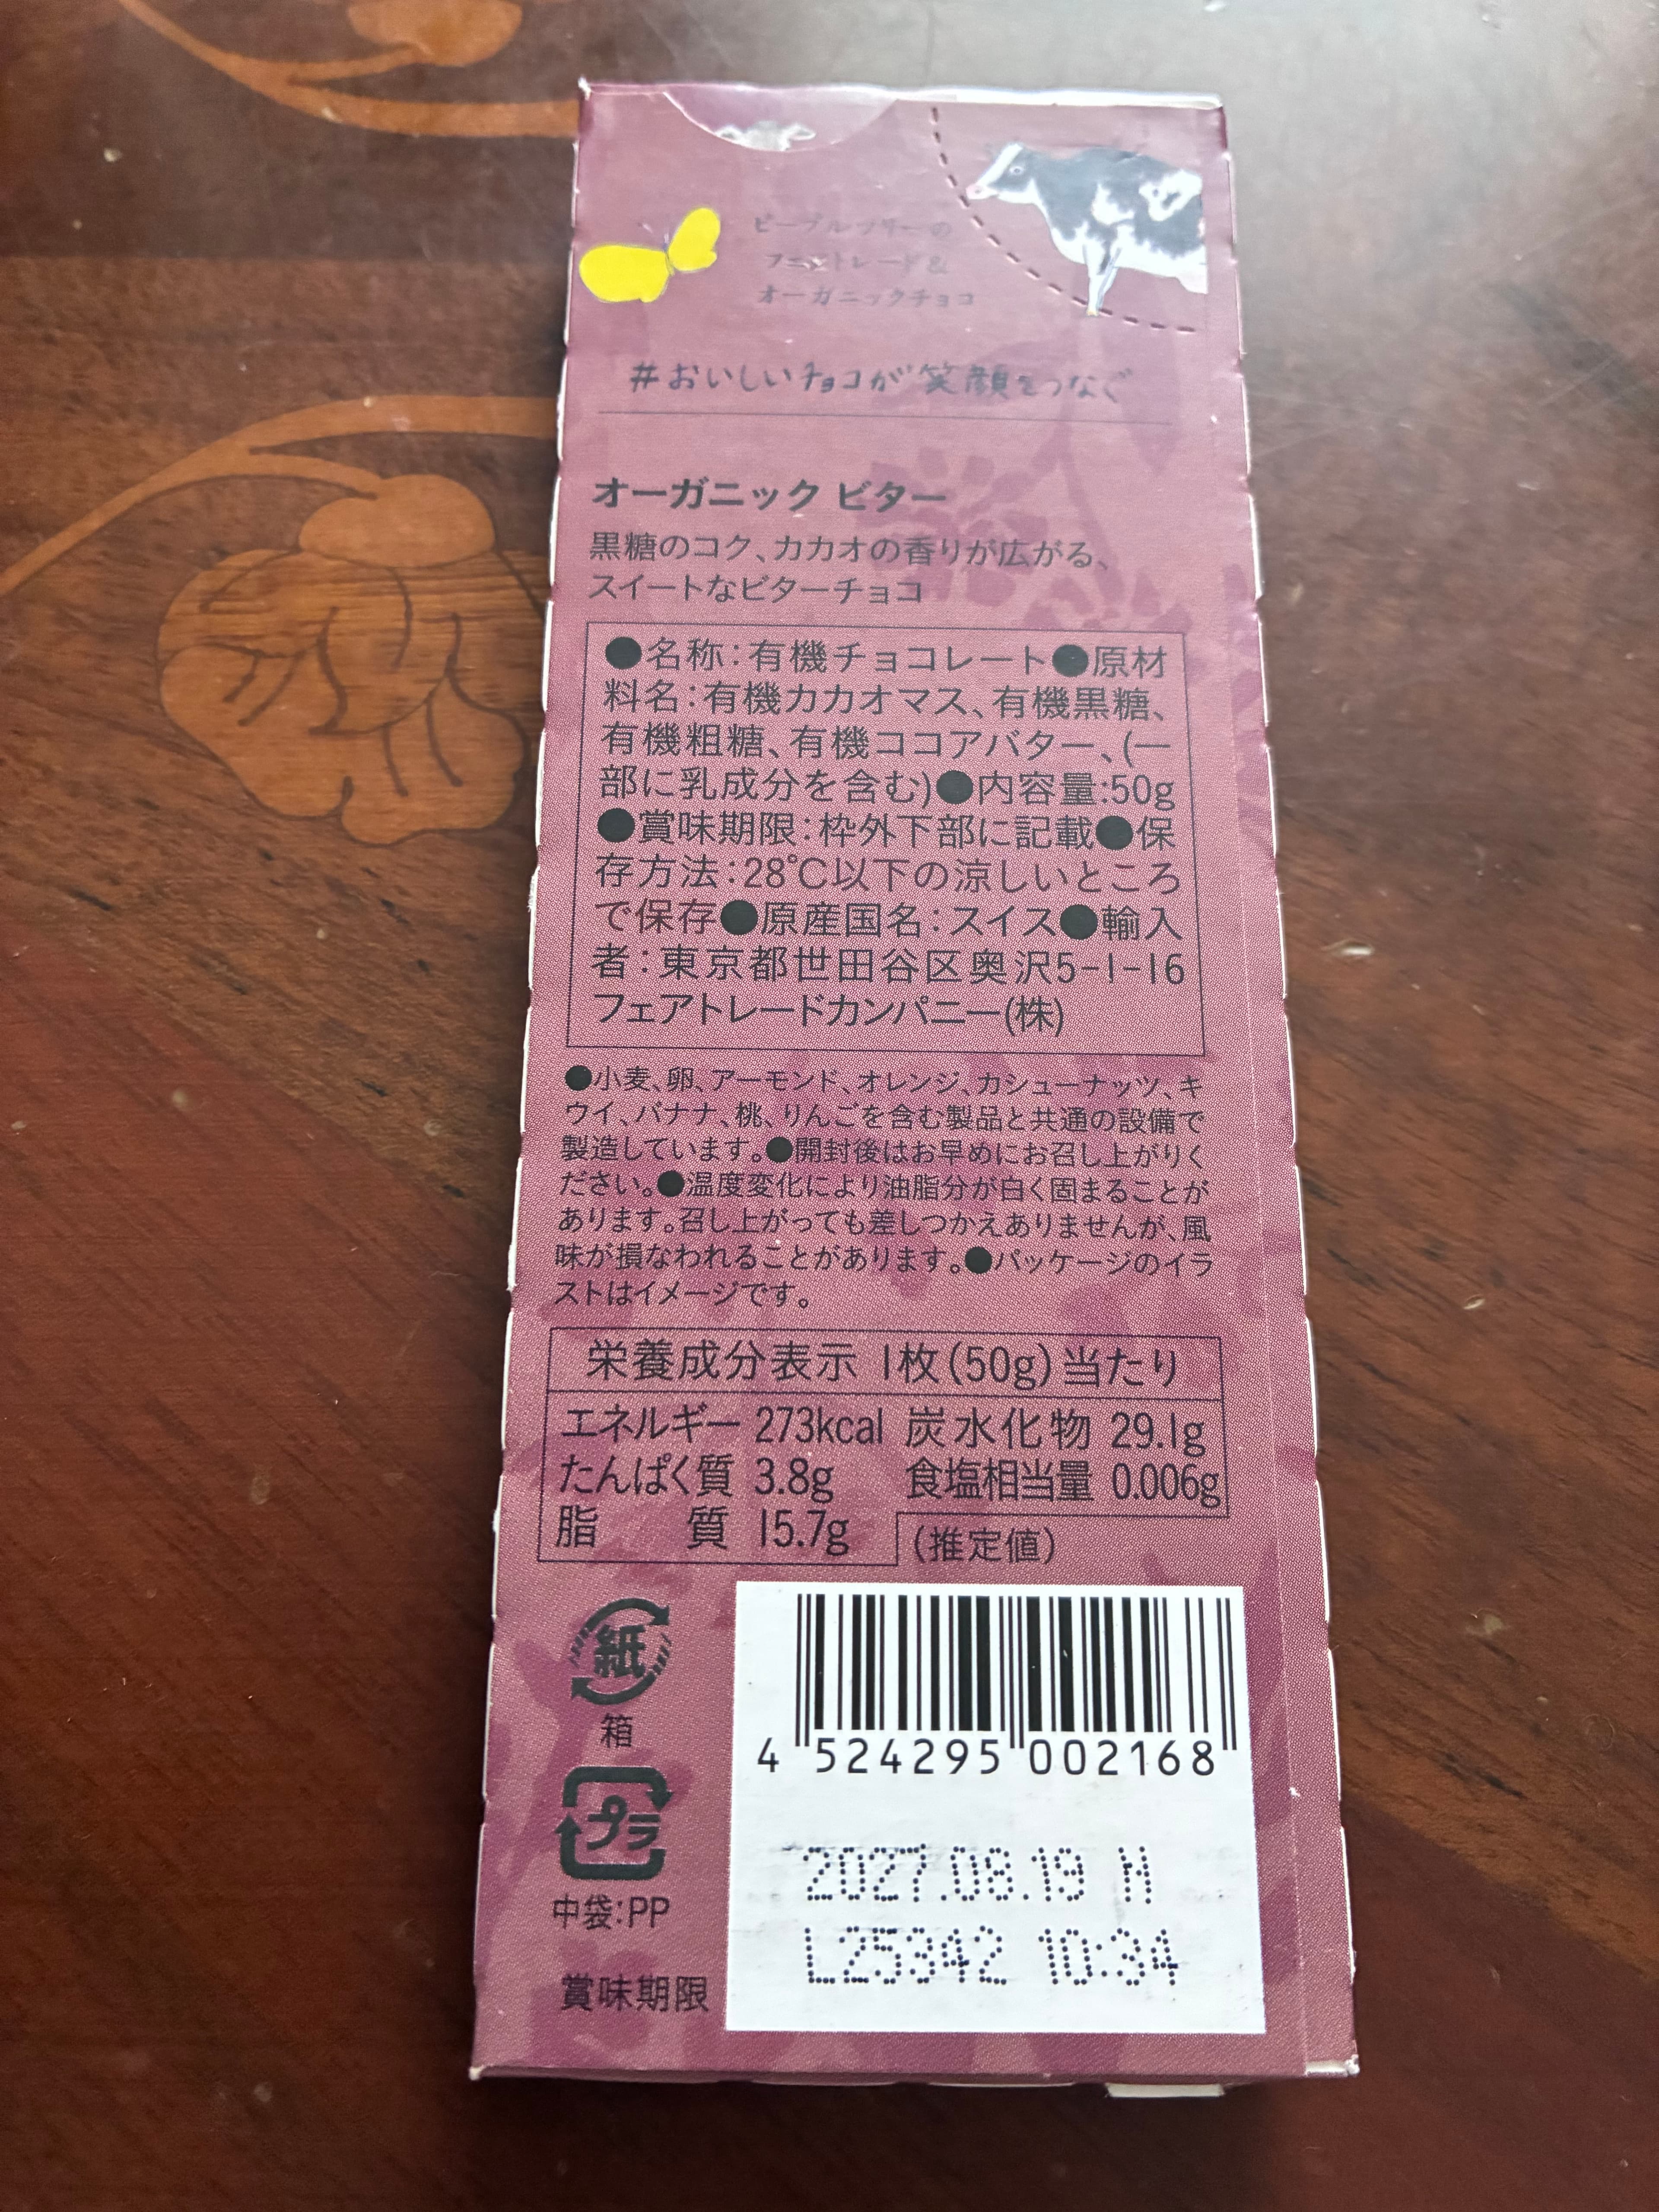 ピープルツリーの
フェアトレード&
オーガニックチョコ
#おいしいチョコが笑顔をつなぐ
オーガニック ビター
黒糖のコク、カカオの香りが広がる、
スイートなビターチョコ
●名称:有機チョコレート●原材
料名:有機カカオマス、有機黒糖、
有機粗糖、有機ココアバター、(一
部に乳成分を含む)●内容量:50g
●賞味期限:枠外下部に記載●保
存方法:28℃以下の涼しいところ
で保存●原産国名:スイス●輸入
者:東京都世田谷区奥沢5-1-16
フェアトレードカンパニー(株)
●小麦、卵、アーモンド、オレンジ、カシューナッツ、キ
ウイ、バナナ、桃、りんごを含む製品と共通の設備で
製造しています。●開封後はお早めにお召し上がりく
ださい。●温度変化により油脂分が白く固まることが
あります。召し上がっても差しつかえありませんが、風
味が損なわれることがあります。●パッケージのイラ
ストはイメージです。
栄養成分表示 1枚(50g)当たり
エネルギー 273kcal 炭水化物 29.1g
たんぱく質 3.8g 食塩相当量 0.006g
脂質 15.7g (推定値)
紙
箱
プラ
中袋:PP
賞味期限
4 524295 002168
2027.08.19 M
L25342 10:34